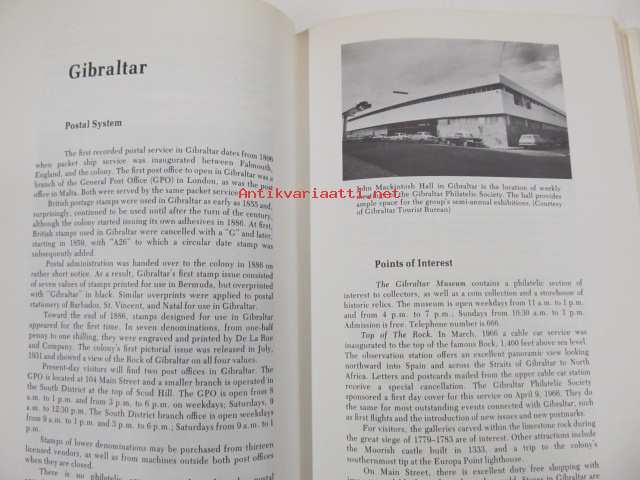 Gibraltar
Postal System
The first recorded postal service in Gibraltar dates from 1806
when packet ship service was inaugurated between Falmouth,
England, and the colony. The first post office to open in Gibraltar was a
branch of the General Post Office (GPO) in London, as was the post
office in Malta. Both were served by the same packet service
British postage stamps were used in Gibraltar as early as 1855 and
surprisingly, continued to be used until after the turn of the century,
although the colony started issuing its own adhesives in 1886. At first,
British stamps used in Gibraltar were cancelled with a "G" and later,
starting in 1859, with "A26" to which a circular date stamp was
subsequently added
Postal administration was handed over to the colony in 1886 on
rather short notice. As a result, Gibraltar's first stamp issue consisted
of seven values of stamps printed for use in Bermuda, but overprinted
with "Gibraltar" in black. Similar overprints were applied to postal
stationery of Barbados, St. Vincent, and Natal for use in Gibraltar.
Toward the end of 1886, stamps designed for use in Gibraltar
appeared for the first time. In seven denominations, from one-half
penny to one shilling, they were engraved and printed by De La Rue
and Company. The colony's first pictorial issue was released in July,
1931 and showed a view of the Rock of Gibraltar on all four values.
Present-day visitors will find two post offices in Gibraltar. The
GPO is located at 104 Main Street and a smaller branch is operated in
the South District at the top of Scud Hill. The GPO is open from 8
a.m. to 1 p.m. and from 3 p.m. to 6 p.m. on weekdays; Saturdays, 9
a.m. to 12:30 p.m. The South District branch is open weekdays
from 9 a.m. to 1 p.m. and 3 p.m. to 6 p.m.; Saturdays from 9 a.m. to 1
p.m.
Stamps of lower denominations may be purchased from thirteen
licensed vendors, as well as from machines outside both post offices
when they are closed.
There is no philatelic
John Mackintosh Hall in Gibraltar is the location of weekly
meetings of the Gibraltar Philatelic Society. The hall provides
ample space for the group's semi-annual exhibitions. (Courtesy
of Gibraltar Tourist Bureau)
Antikvariaatti.net
Points of Interest
The Gibraltar Museum contains a philatelic section of
interest to collectors, as well as a coin collection and a storehouse of
historic relics. The museum is open weekdays from 11 a.m. to 1 p.m.
and from 4 p.m. to 7 p.m.; Sundays from 10:30 a.m. to 1 p.m.
Admission is free. Telephone number is 666.
Top of The Rock. In March, 1966 a cable car service was
inaugurated to the top of the famous Rock, 1,400 feet above sea level.
The observation station offers an excellent panoramic view looking
northward into Spain and across the Straits of Gibraltar to North
Africa. Letters and postcards mailed from the upper cable car station
receive a special cancellation. The Gibraltar Philatelic Society
sponsored a first day cover for this service on April 9, 1966. They do
the same for most outstanding events connected with Gibraltar, such
as first flights and the introduction of new issues and new postmarks.
For visitors, the galleries carved within the limestone rock during
the great siege of 1779-1783 are of interest. Other attractions include
the Moorish castle built in 1333, and a trip to the colony's
southernmost tip at the Europa Point lighthouse.
On Main Street, there is excellent duty free shopping with